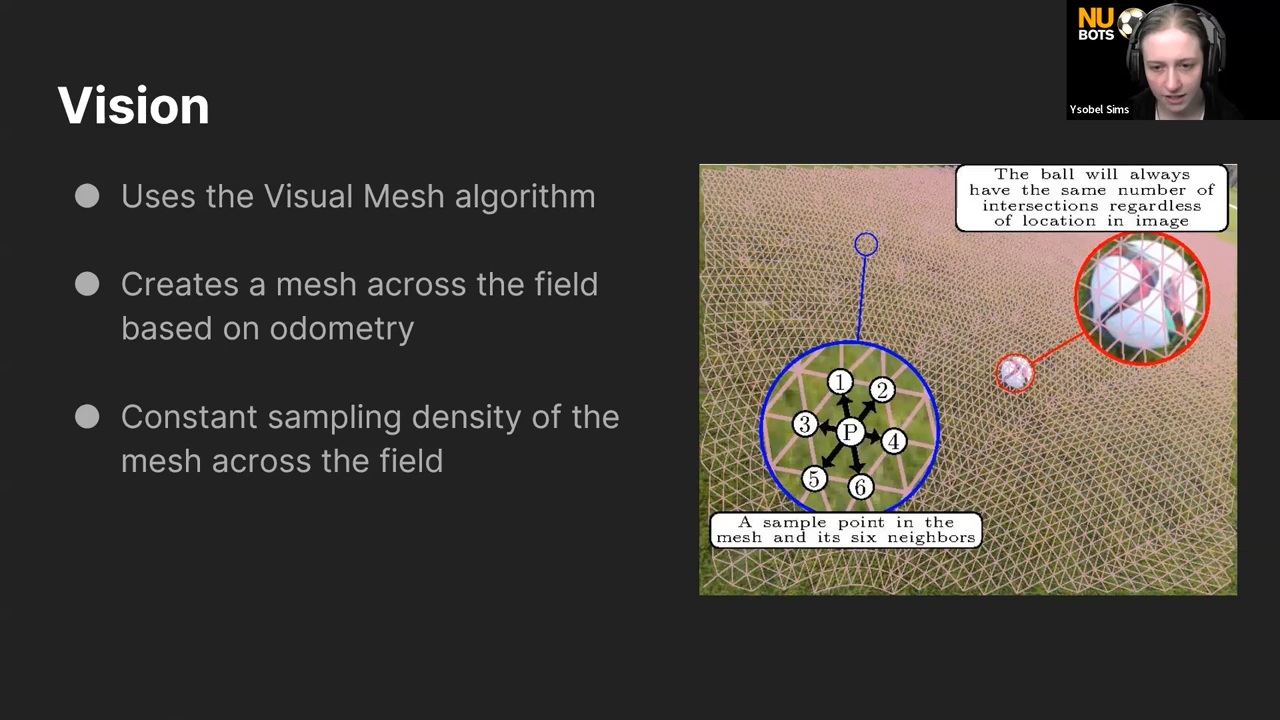 NU
BOTS
Ysobel Sims
Vision
Uses the Visual Mesh algorithm
Creates a mesh across the field
based on odometry
Constant sampling density of the
mesh across the field
The ball will always
have the same number of
intersections regardless
of location in image
1
2
3
P
4
5
6
A sample point in the
mesh and its six neighbors